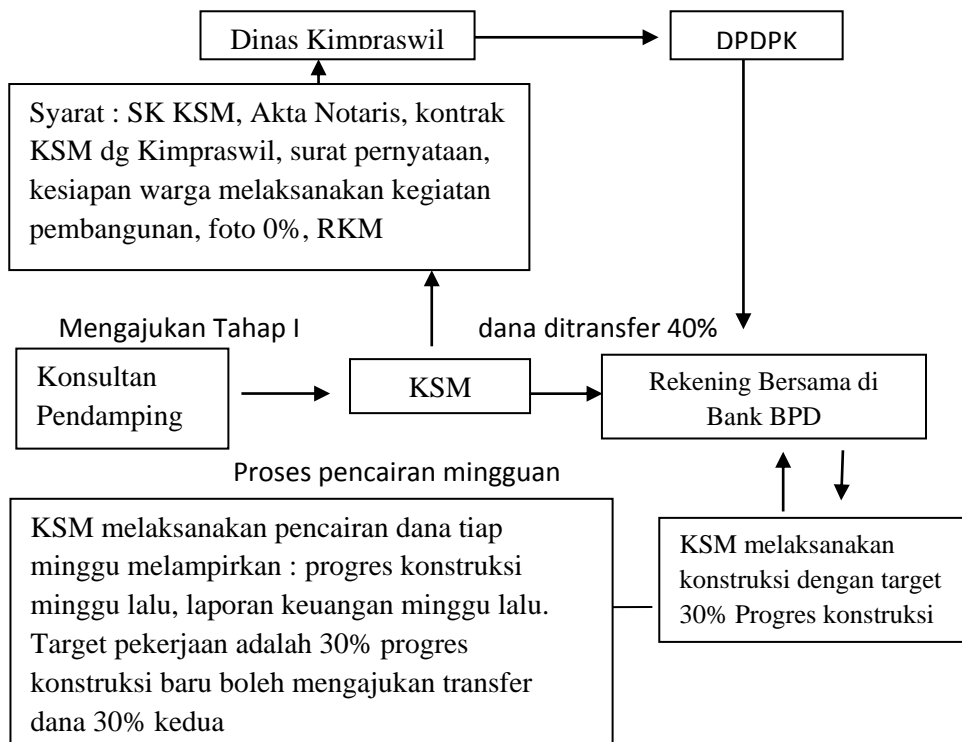 Dinas Kimpraswil
DPDPK
Syarat : SK KSM, Akta Notaris, kontrak
KSM dg Kimpraswil, surat pernyataan,
kesiapan warga melaksanakan kegiatan
pembangunan, foto 0%, RKM
Mengajukan Tahap I
dana ditransfer 40%
Konsultan
Pendamping
KSM
Rekening Bersama di
Bank BPD
Proses pencairan mingguan
KSM melaksanakan pencairan dana tiap
minggu melampirkan : progres konstruksi
minggu lalu, laporan keuangan minggu lalu.
Target pekerjaan adalah 30% progres
konstruksi baru boleh mengajukan transfer
dana 30% kedua
KSM melaksanakan
konstruksi dengan target
30% Progres konstruksi